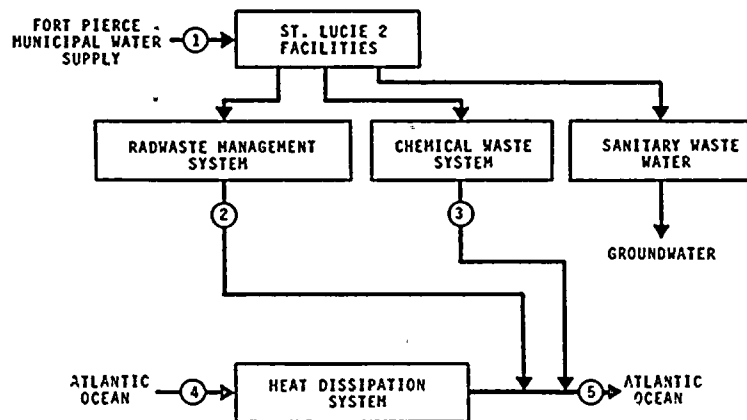 FORT PIERCE
MUNICIPAL WATER
SUPPLY
1
ST. LUCIE 2
FACILITIES
RADWASTE MANAGEMENT
SYSTEM
CHEMICAL WASTE
SYSTEM
SANITARY WASTE
WATER
2
3
GROUNDWATER
ATLANTIC
OCEAN
4
HEAT DISSIPATION
SYSTEM
5
ATLANTIC
OCEAN